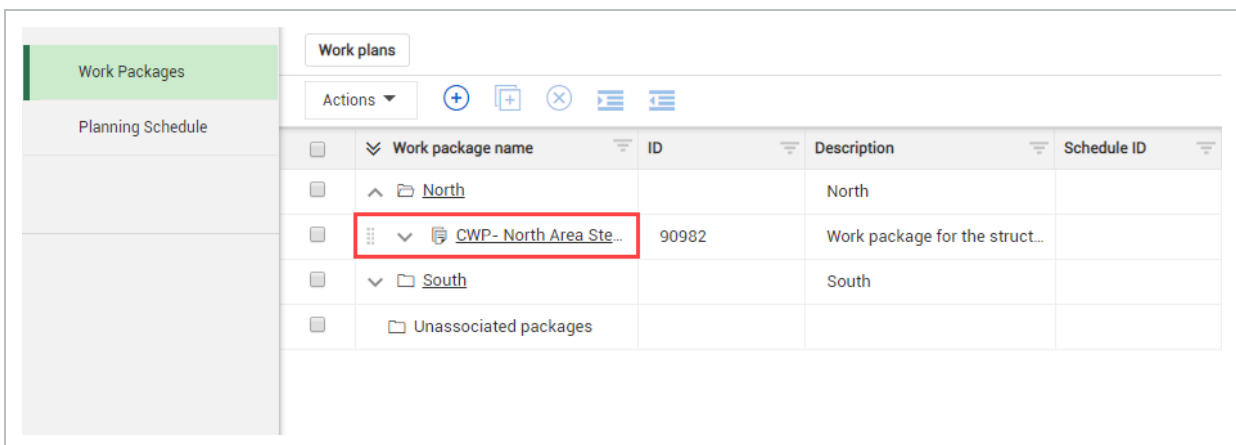 Work Packages
Planning Schedule
Work plans
Actions
Work package name ID Description Schedule ID
North North
CWP- North Area Ste... 90982 Work package for the struct...
South South
Unassociated packages